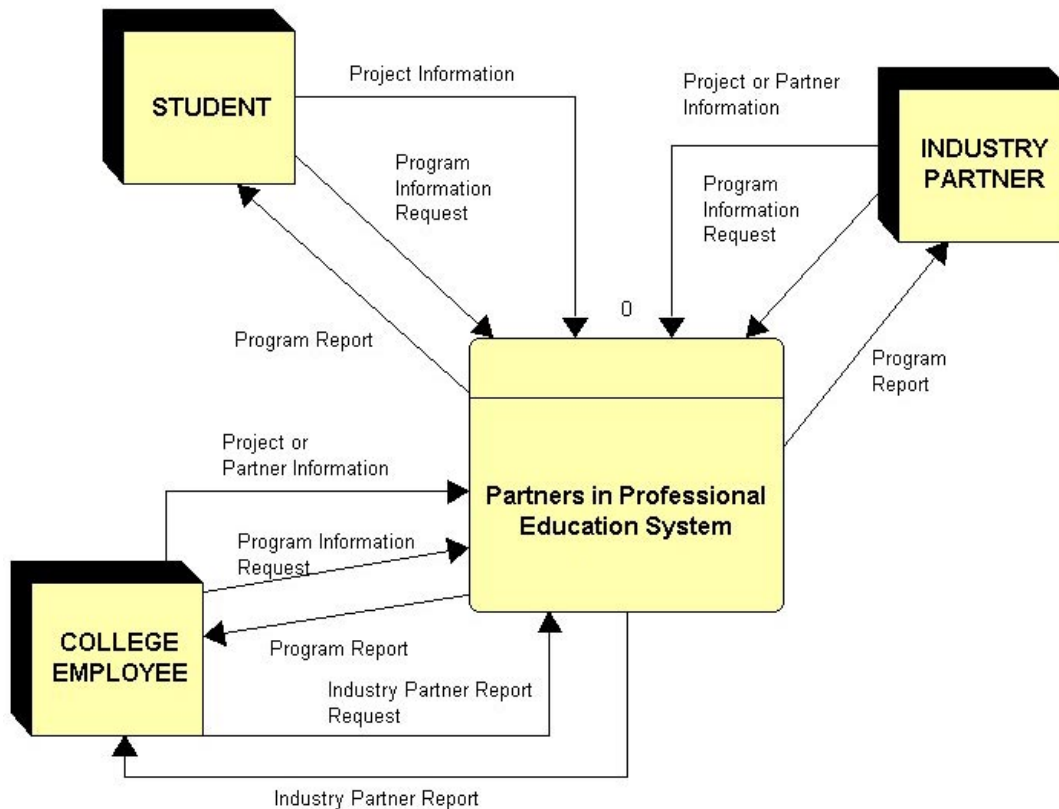 Project Information
STUDENT
Project or Partner
Information
INDUSTRY
PARTNER
Program
Information
Request
Program
Information
Request
0
Program Report
Program
Report
Project or
Partner Information
Partners in Professional
Education System
Program Information
Request
COLLEGE
EMPLOYEE
Program Report
Industry Partner Report
Request
Industry Partner Report